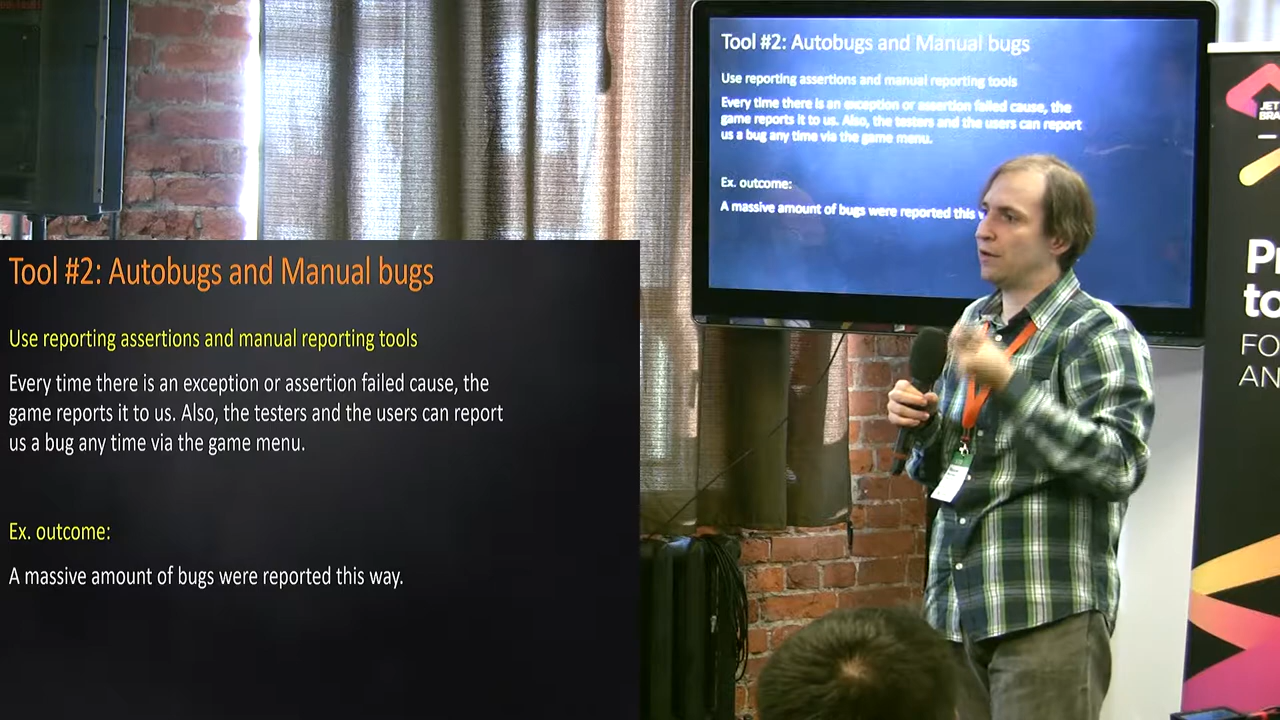 Tool #2: Autobugs and Manual bugs
Use reporting assertions and manual reporting tools
Every time there is an exception or assertion failed cause, the
game reports it to us. Also, the testers and the users can report
us a bug any time via the game menu.
Ex. outcome:
A massive amount of bugs were reported this
JET
BRA
FO
AN
Tool #2: Autobugs and Manual bugs
Use reporting assertions and manual reporting tools
Every time there is an exception or assertion failed cause, the
game reports it to us. Also, the testers and the users can report
us a bug any time via the game menu.
Ex. outcome:
A massive amount of bugs were reported this way.